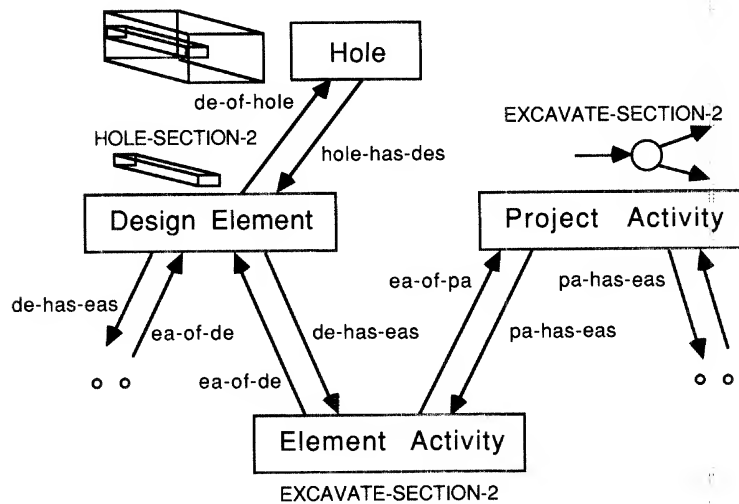 Hole
de-of-hole
HOLE-SECTION-2
hole-has-des
EXCAVATE-SECTION-2
Design Element
Project Activity
de-has-eas
ea-of-de
ea-of-de
de-has-eas
ea-of-pa
pa-has-eas
pa-has-eas
Element Activity
EXCAVATE-SECTION-2